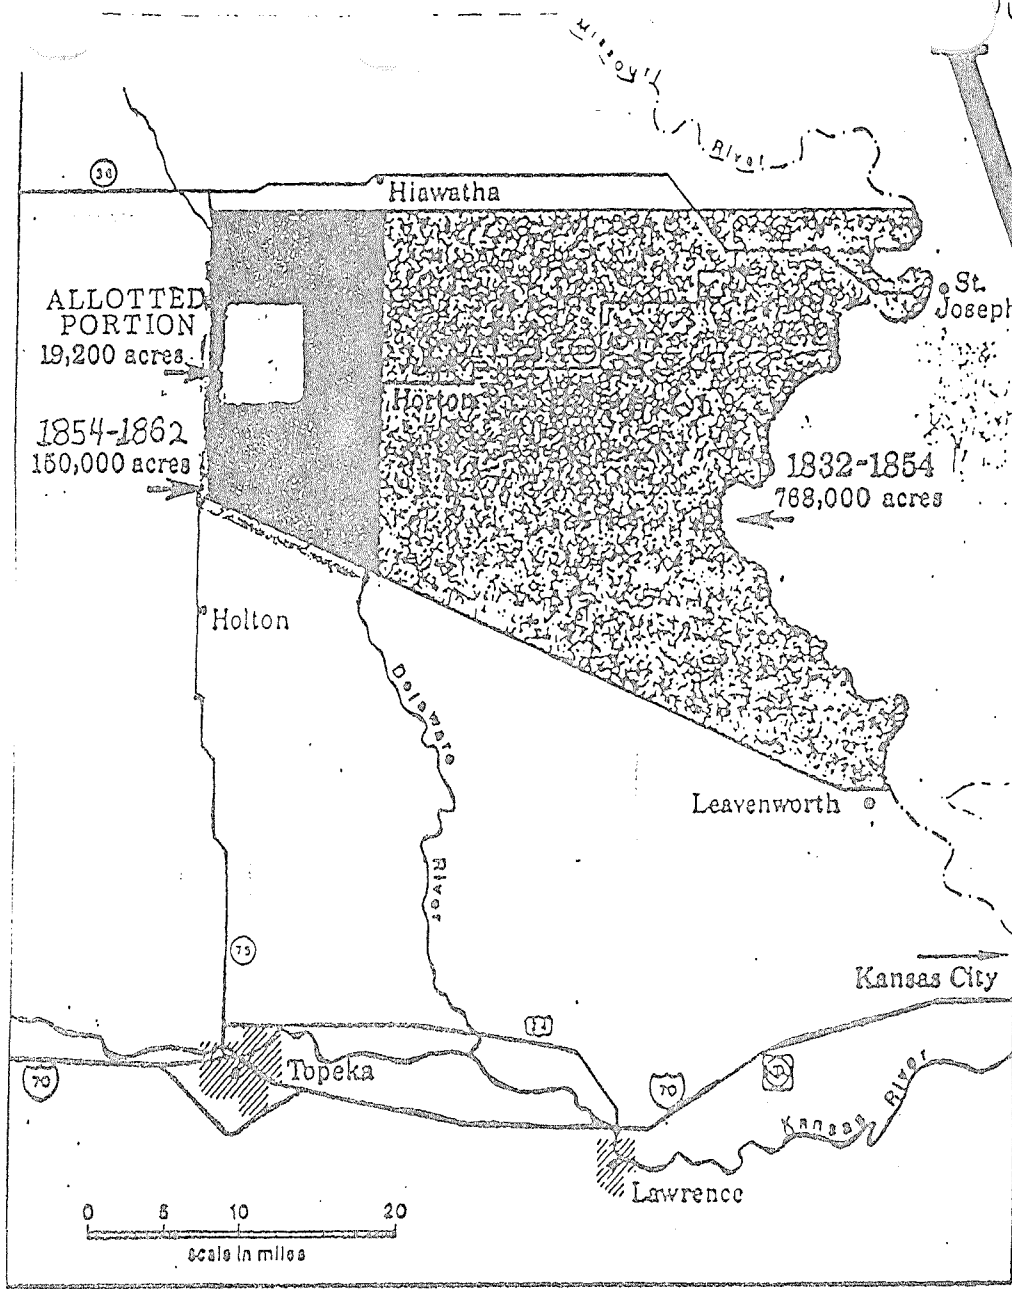 Missouri
River
36
Hiawatha
ALLOTTED
PORTION
19,200 acres
St.
Joseph
Horton
1854-1862
150,000 acres
1832-1854
768,000 acres
Holton
Delaware
River
Leavenworth
75
Kansas City
24
70
Topeka
70
Kansas River
Lawrence
0 5 10 20
scale in miles